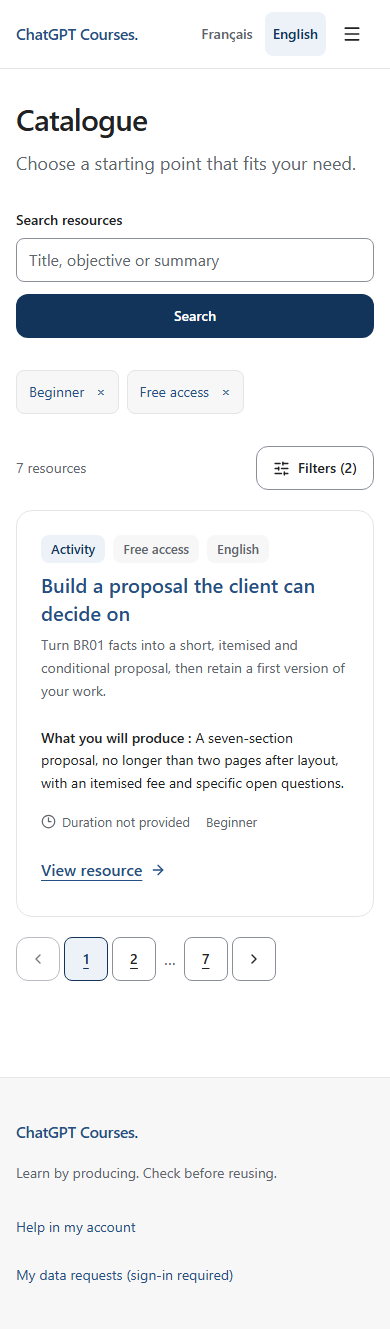 ChatGPT Courses.
Français
English
Catalogue
Choose a starting point that fits your need.
Search resources
Title, objective or summary
Search
Beginner ×
Free access ×
7 resources
Filters (2)
Activity
Free access
English
Build a proposal the client can
decide on
Turn BR01 facts into a short, itemised and
conditional proposal, then retain a first version of
your work.
What you will produce : A seven-section
proposal, no longer than two pages after layout,
with an itemised fee and specific open questions.
Duration not provided
Beginner
View resource →
1
2
...
7
ChatGPT Courses.
Learn by producing. Check before reusing.
Help in my account
My data requests (sign-in required)